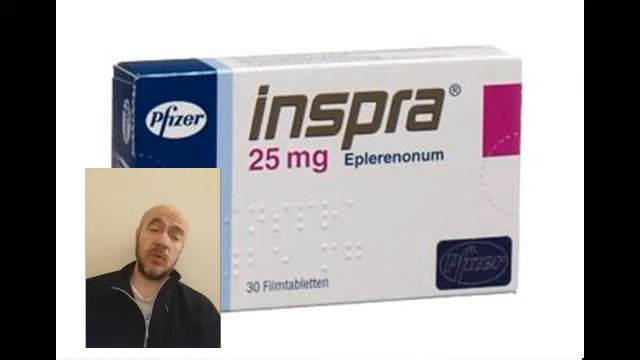 Pfizer
inspra®
25 mg Eplerenonum
Pfizer
30 Filmtabletten